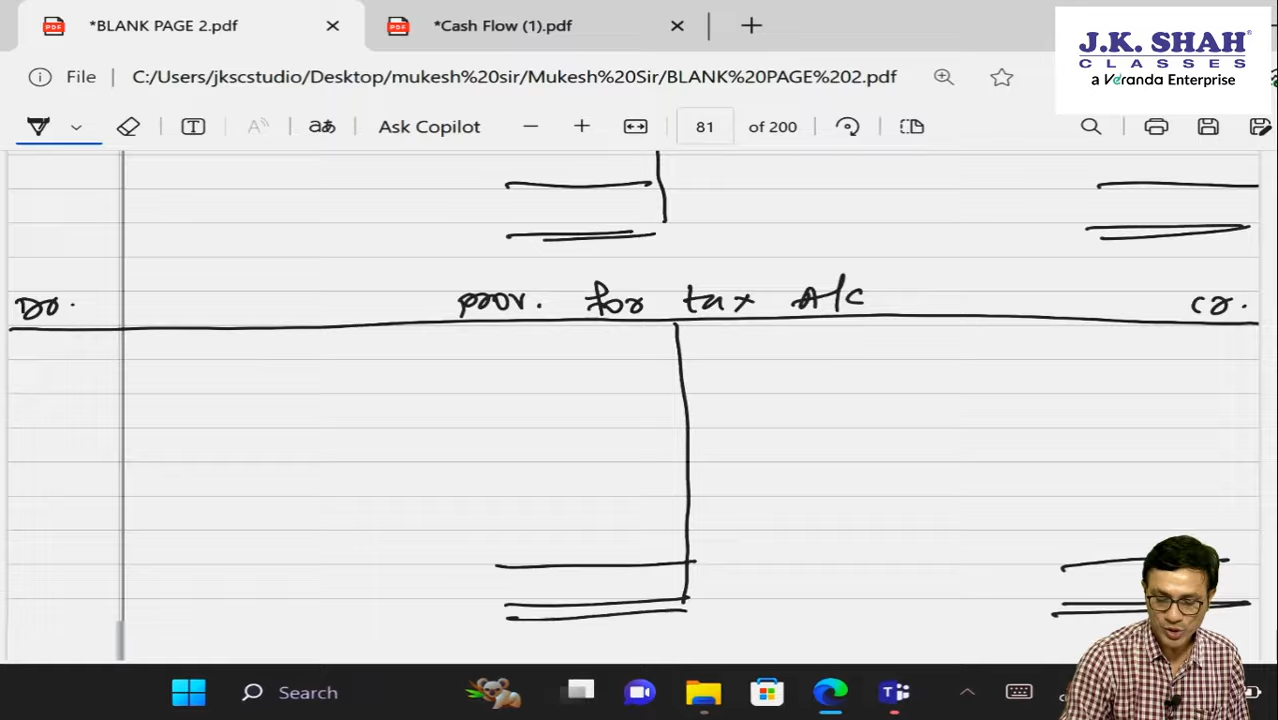 *BLANK PAGE 2.pdf
*Cash Flow (1).pdf
J.K. SHAH
CLASSES
a Veranda Enterprise
File
C:/Users/jkscstudio/Desktop/mukesh%20sir/Mukesh%20Sir/BLANK%20PAGE%202.pdf
Ask Copilot
81 of 200
Dr. prov. for tax A/c cr.
Search